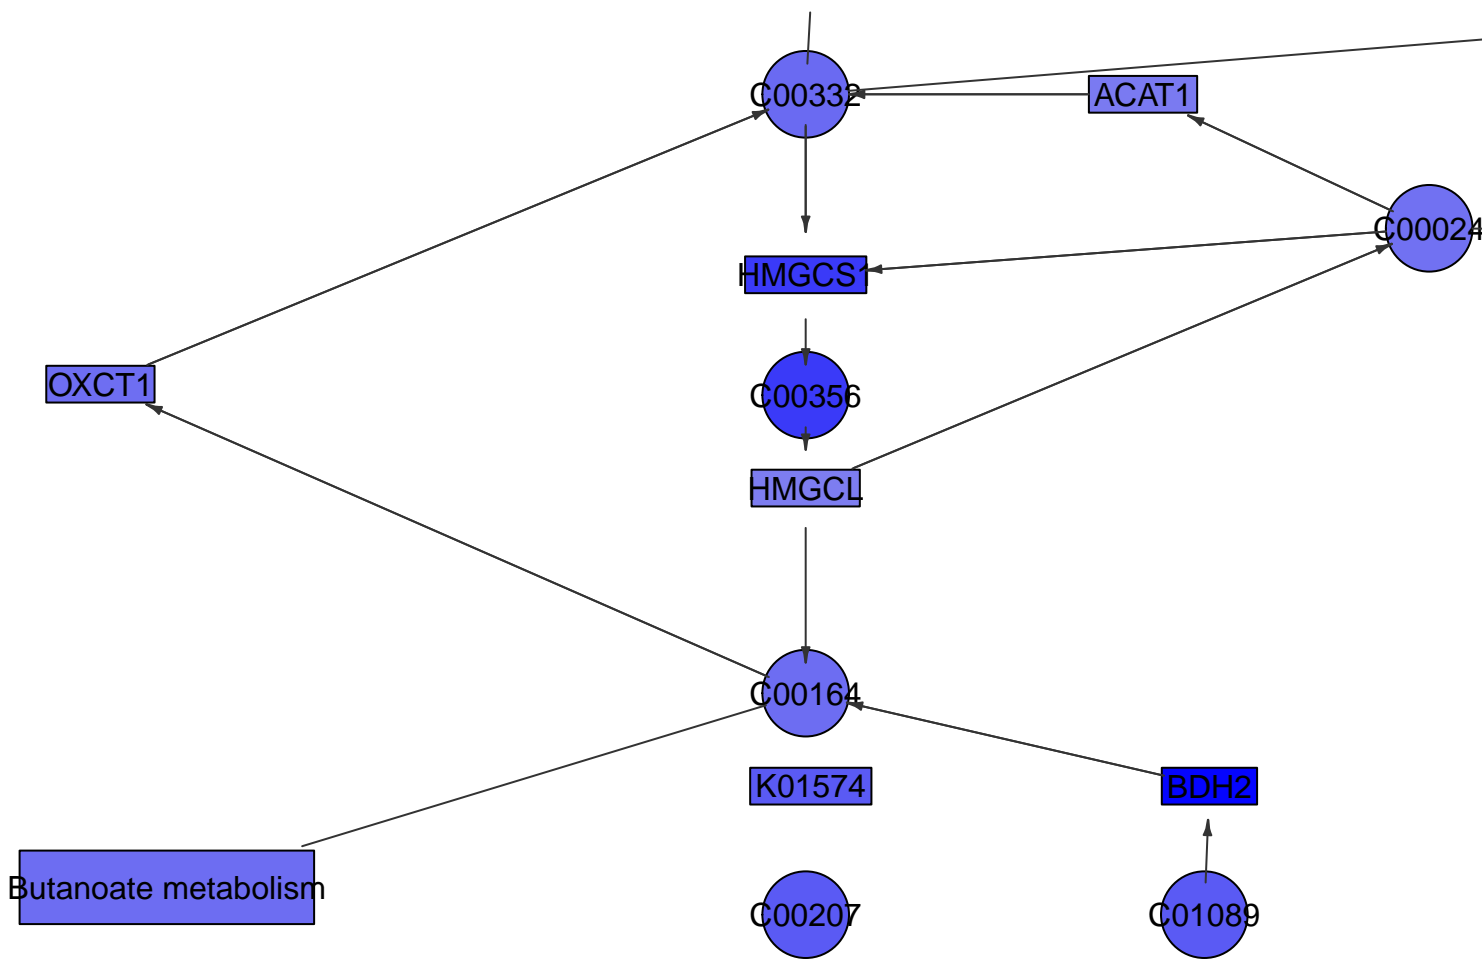 C00332
ACAT1
C00024
HMGCS1
OXCT1
C00356
HMGCL
C00164
K01574
BDH2
Butanoate metabolism
C00207
C01089